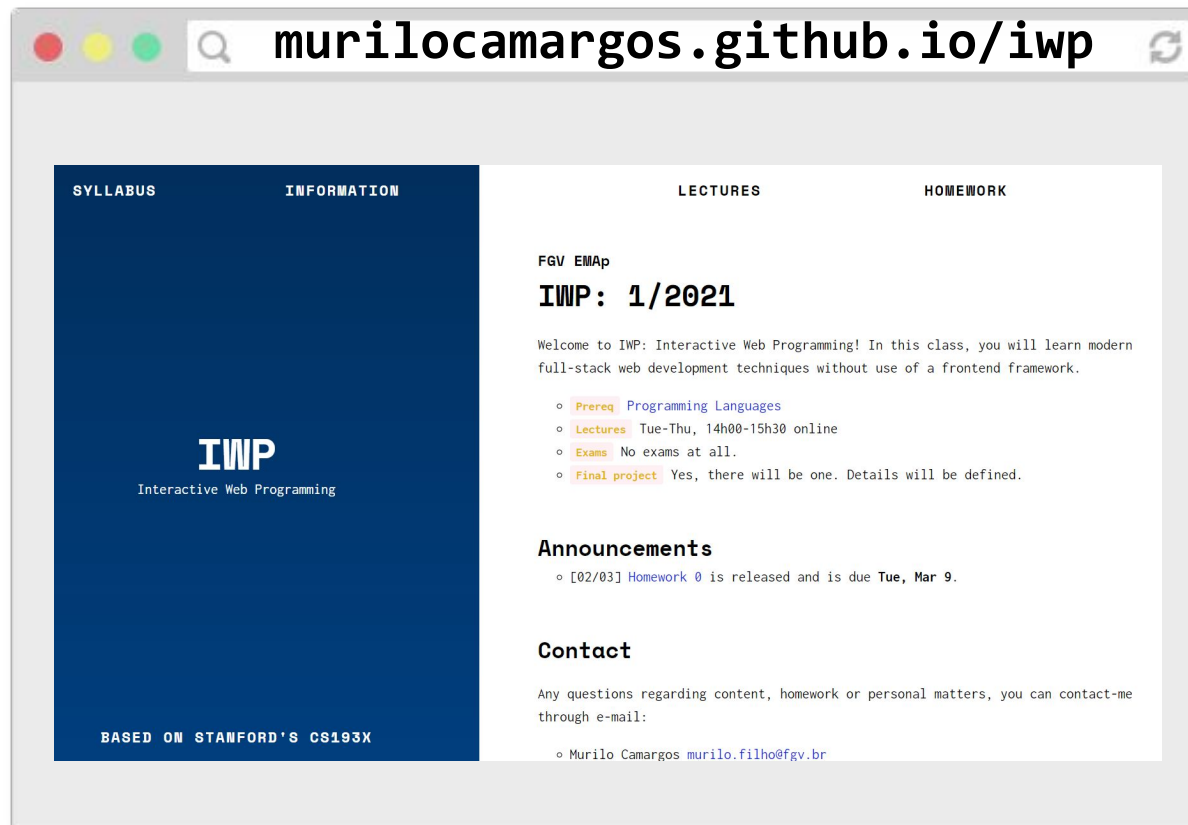 murilocamargos.github.io/iwp
SYLLABUS INFORMATION LECTURES HOMEWORK
IWP
Interactive Web Programming
BASED ON STANFORD'S CS193X
FGV EMAp
IWP: 1/2021
Welcome to IWP: Interactive Web Programming! In this class, you will learn modern
full-stack web development techniques without use of a frontend framework.
Prereq Programming Languages
Lectures Tue-Thu, 14h00-15h30 online
Exams No exams at all.
Final project Yes, there will be one. Details will be defined.
Announcements
[02/03] Homework 0 is released and is due Tue, Mar 9.
Contact
Any questions regarding content, homework or personal matters, you can contact-me
through e-mail:
Murilo Camargos murilo.filho@fgv.br